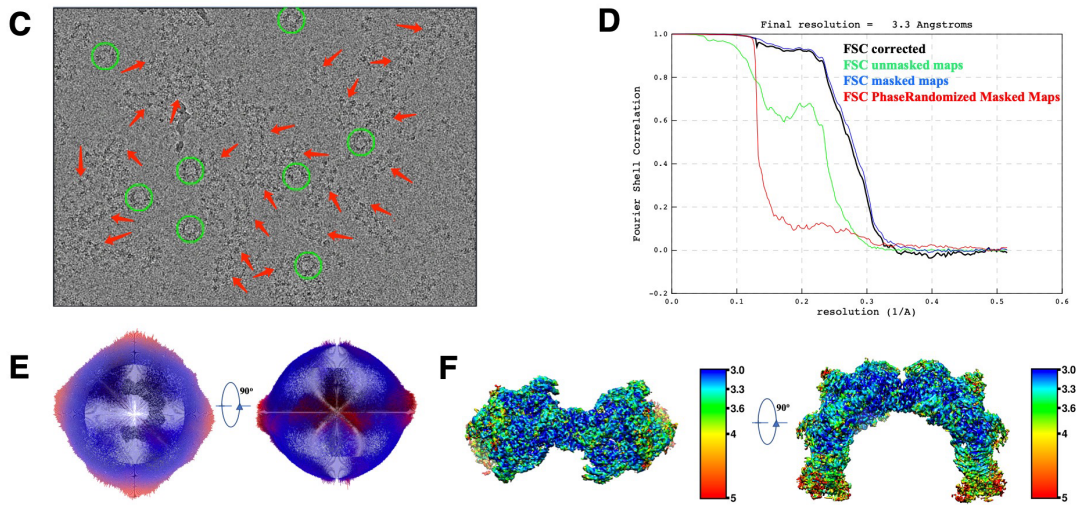 C
D
Final resolution = 3.3 Angstroms
FSC corrected
FSC unmasked maps
FSC masked maps
FSC PhaseRandomized Masked Maps
Fourier Shell Correlation
1.0
0.8
0.6
0.4
0.2
0.0
-0.2
0.0 0.1 0.2 0.3 0.4 0.5 0.6
resolution (1/A)
E
90°
F
3.0
3.3
3.6
4
5
90°
3.0
3.3
3.6
4
5